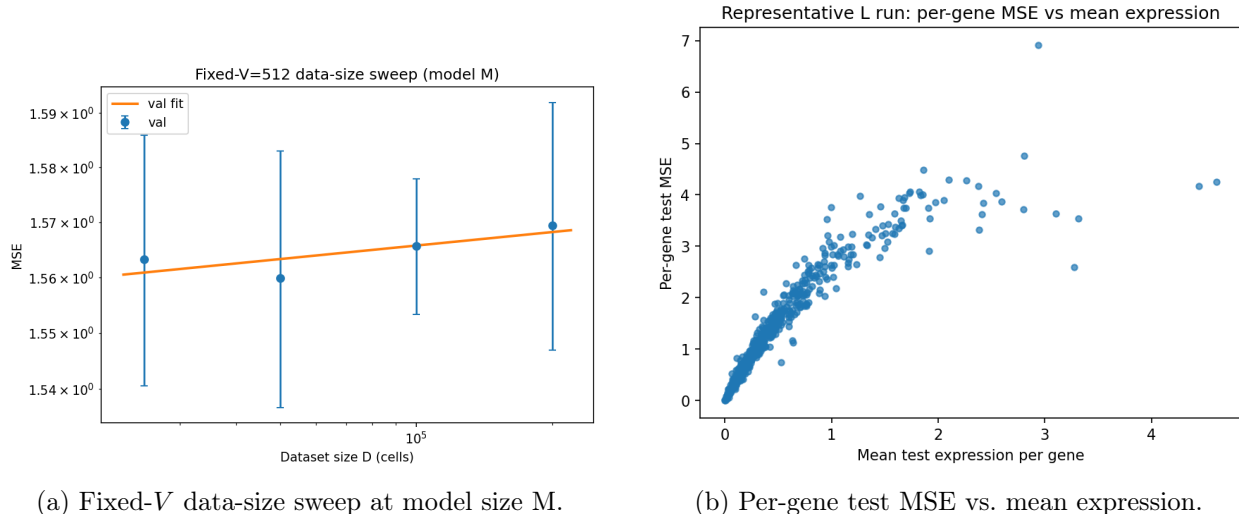 Fixed-V=512 data-size sweep (model M)
val fit
val
1.59 × 10⁰
1.58 × 10⁰
1.57 × 10⁰
1.56 × 10⁰
1.55 × 10⁰
1.54 × 10⁰
MSE
10⁵
Dataset size D (cells)
(a) Fixed-V data-size sweep at model size M.
Representative L run: per-gene MSE vs mean expression
7
6
5
4
3
2
1
0
Per-gene test MSE
0 1 2 3 4
Mean test expression per gene
(b) Per-gene test MSE vs. mean expression.